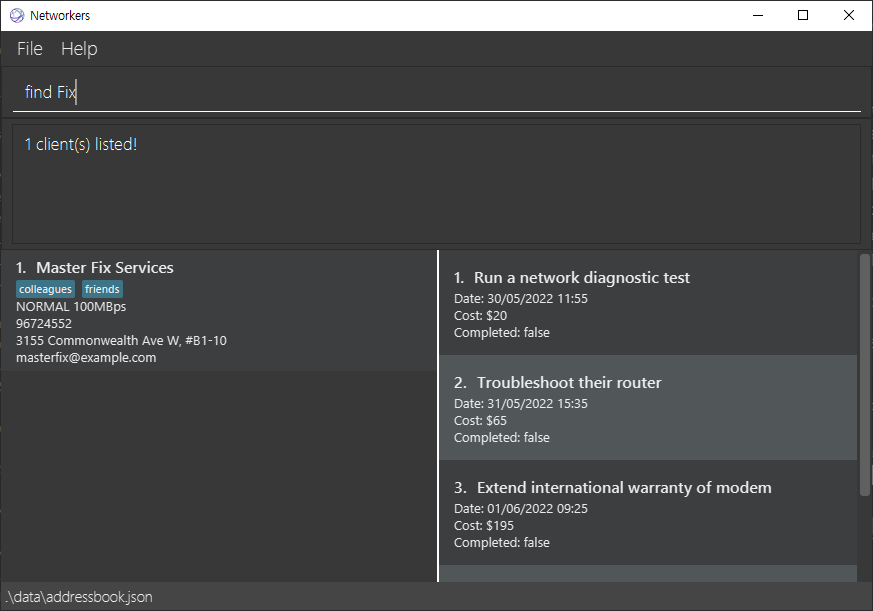 Networkers
File Help
find Fix
1 client(s) listed!
1. Master Fix Services
colleagues friends
NORMAL 100MBps
96724552
3155 Commonwealth Ave W, #B1-10
masterfix@example.com
1. Run a network diagnostic test
Date: 30/05/2022 11:55
Cost: $20
Completed: false
2. Troubleshoot their router
Date: 31/05/2022 15:35
Cost: $65
Completed: false
3. Extend international warranty of modem
Date: 01/06/2022 09:25
Cost: $195
Completed: false
.\data\addressbook.json